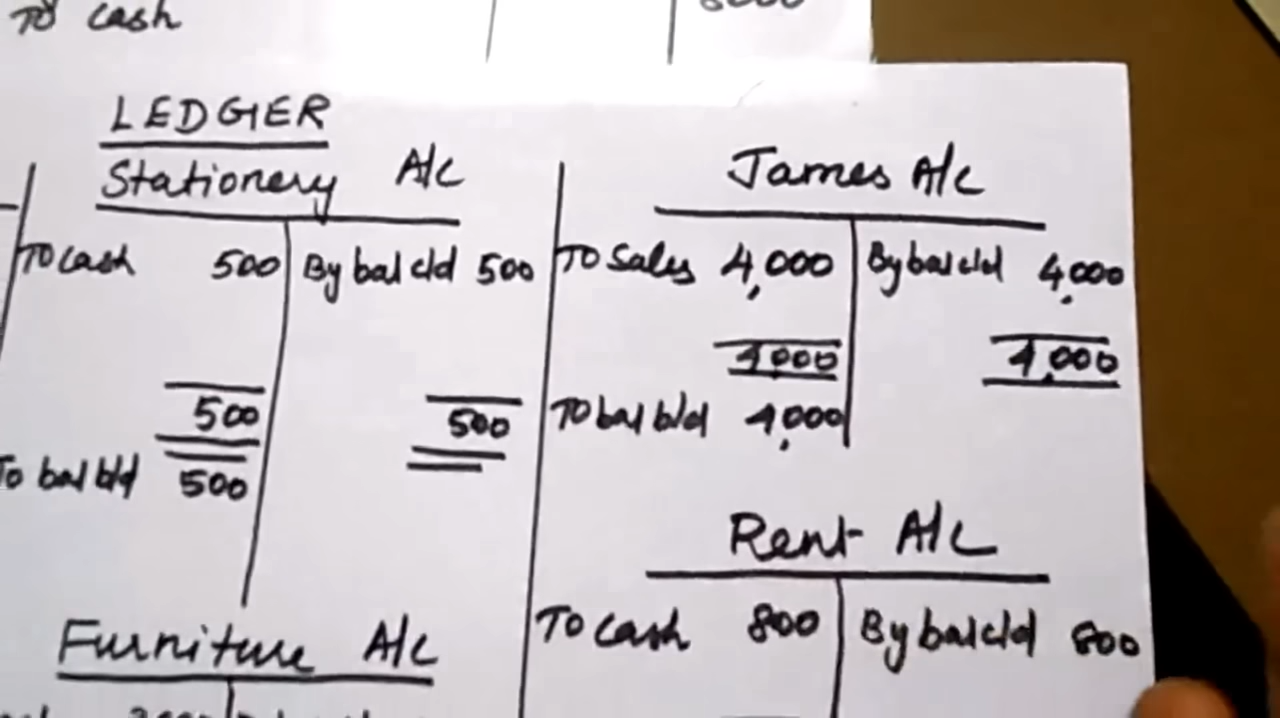 To cash
LEDGER
Stationery A/c
To cash 500 By bal c/d 500
500 500
To bal b/d 500
Furniture A/c
James A/c
To Sales 4,000 By bal c/d 4,000
4,000 4,000
To bal b/d 4,000
Rent A/c
To cash 800 By bal c/d 800